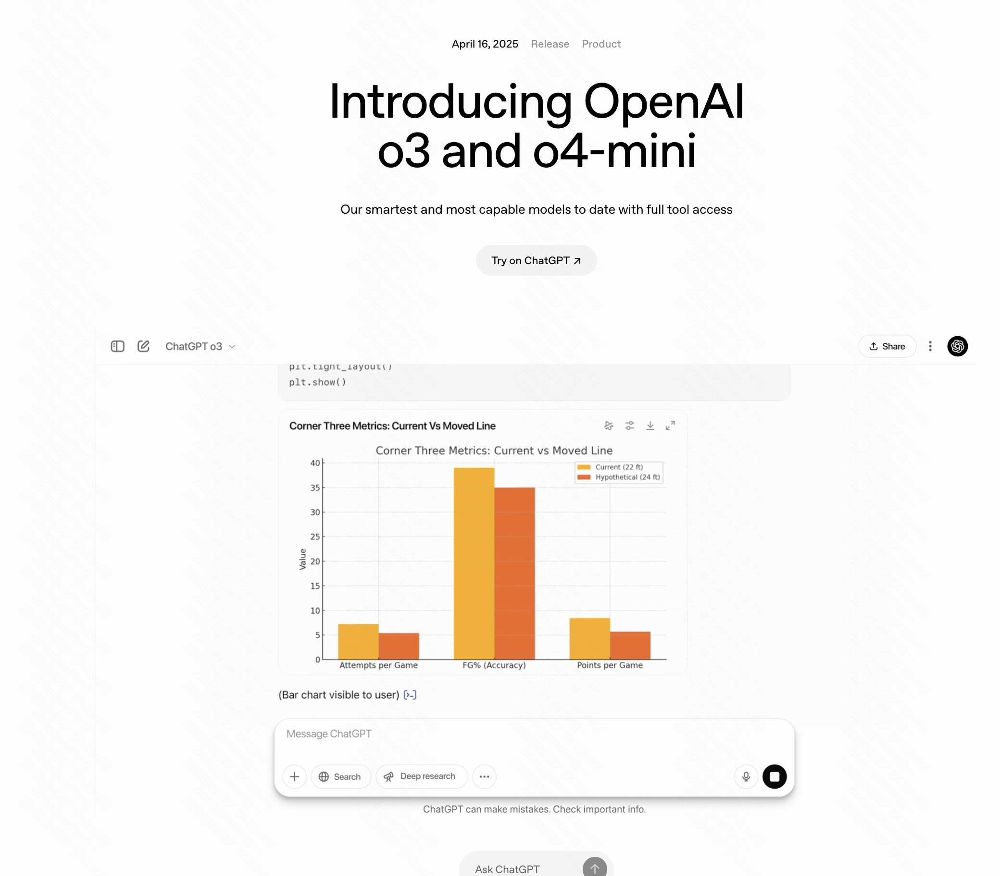 April 16, 2025 Release Product
Introducing OpenAI
o3 and o4-mini
Our smartest and most capable models to date with full tool access
Try on ChatGPT ↗
ChatGPT o3
Share
plt.tight_layout()
plt.show()
Corner Three Metrics: Current Vs Moved Line
Corner Three Metrics: Current vs Moved Line
Current (22 ft)
Hypothetical (24 ft)
Value
40
35
30
25
20
15
10
5
0
Attempts per Game FG% (Accuracy) Points per Game
(Bar chart visible to user)
Message ChatGPT
Search Deep research
ChatGPT can make mistakes. Check important info.
Ask ChatGPT